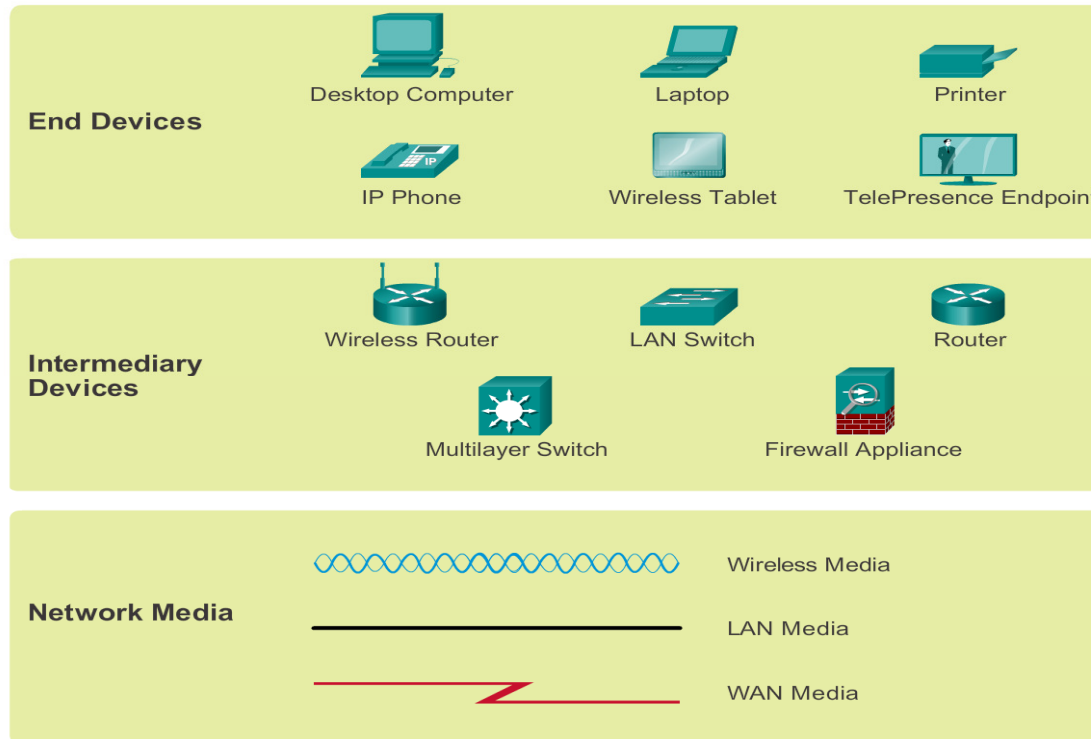 Desktop Computer
Laptop
Printer
End Devices
IP
IP Phone
Wireless Tablet
TelePresence Endpoin
Wireless Router
LAN Switch
Router
Intermediary
Devices
Multilayer Switch
Firewall Appliance
Wireless Media
Network Media
LAN Media
WAN Media